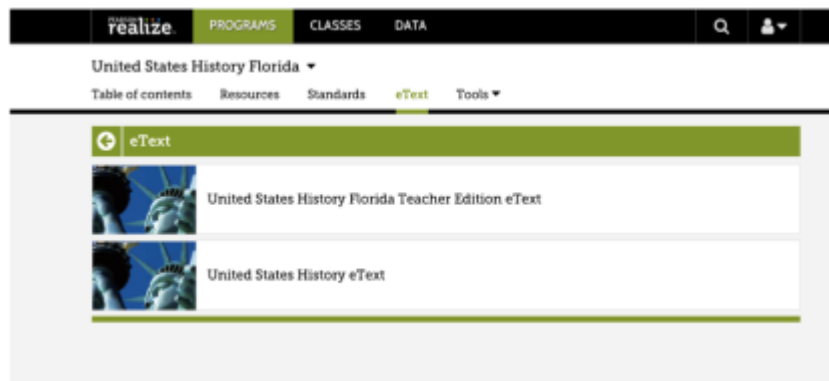 PEARSON
realize. PROGRAMS CLASSES DATA
United States History Florida
Table of contents Resources Standards eText Tools
eText
United States History Florida Teacher Edition eText
United States History eText